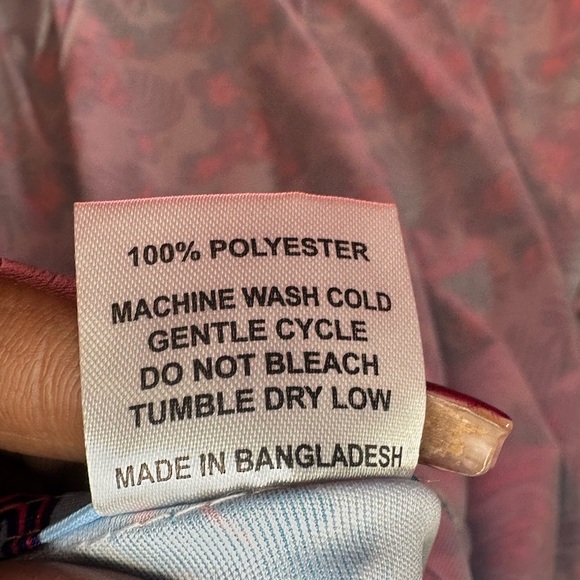 100% POLYESTER
MACHINE WASH COLD
GENTLE CYCLE
DO NOT BLEACH
TUMBLE DRY LOW
MADE IN BANGLADESH